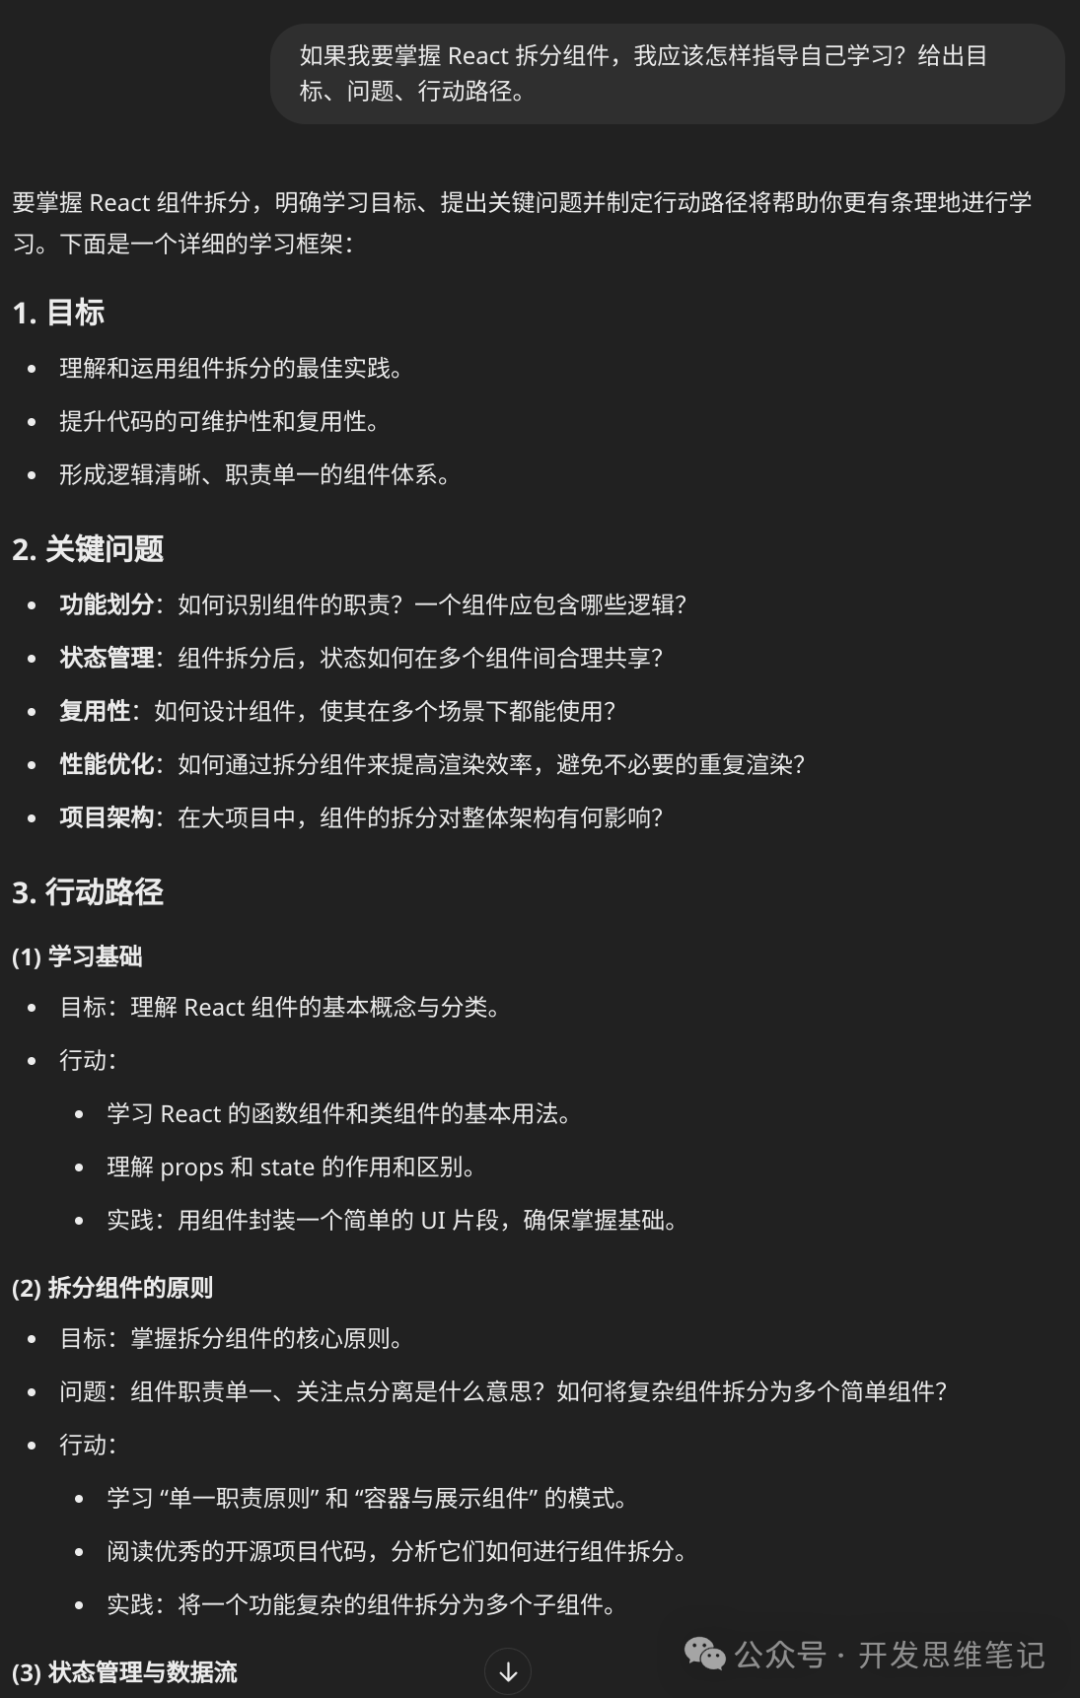 如果我要掌握 React 拆分组件，我应该怎样指导自己学习？给出目
标、问题、行动路径。
要掌握 React 组件拆分，明确学习目标、提出关键问题并制定行动路径将帮助你更有条理地进行学
习。下面是一个详细的学习框架：
1. 目标
• 理解和运用组件拆分的最佳实践。
• 提升代码的可维护性和复用性。
• 形成逻辑清晰、职责单一的组件体系。
2. 关键问题
• 功能划分：如何识别组件的职责？一个组件应包含哪些逻辑？
• 状态管理：组件拆分后，状态如何在多个组件间合理共享？
• 复用性：如何设计组件，使其在多个场景下都能使用？
• 性能优化：如何通过拆分组件来提高渲染效率，避免不必要的重复渲染？
• 项目架构：在大项目中，组件的拆分对整体架构有何影响？
3. 行动路径
(1) 学习基础
• 目标：理解 React 组件的基本概念与分类。
• 行动：
• 学习 React 的函数组件和类组件的基本用法。
• 理解 props 和 state 的作用和区别。
• 实践：用组件封装一个简单的 UI 片段，确保掌握基础。
(2) 拆分组件的原则
• 目标：掌握拆分组件的核心原则。
• 问题：组件职责单一、关注点分离是什么意思？如何将复杂组件拆分为多个简单组件？
• 行动：
• 学习 “单一职责原则” 和 “容器与展示组件” 的模式。
• 阅读优秀的开源项目代码，分析它们如何进行组件拆分。
• 实践：将一个功能复杂的组件拆分为多个子组件。
(3) 状态管理与数据流
公众号 · 开发思维笔记